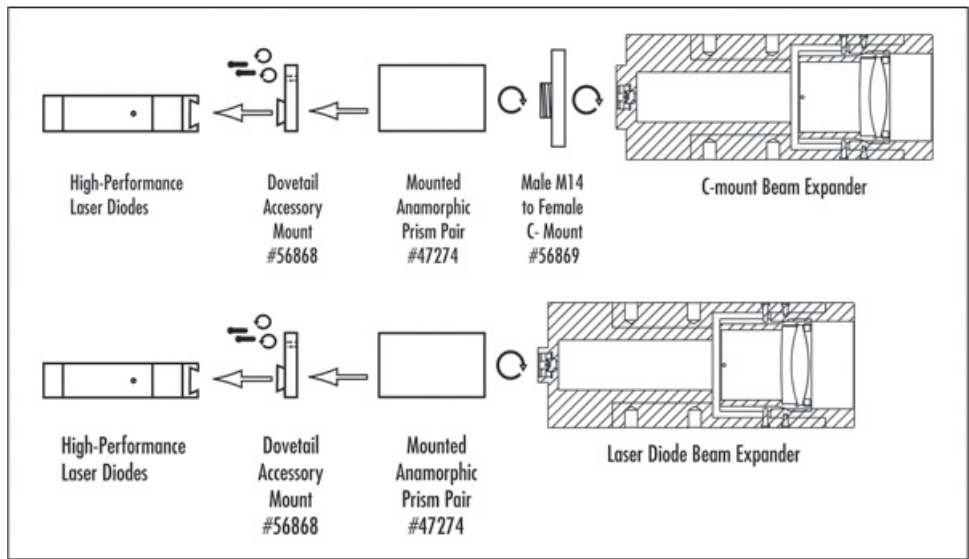 High-Performance
Laser Diodes
Dovetail
Accessory
Mount
#56868
Mounted
Anamorphic
Prism Pair
#47274
Male M14
to Female
C- Mount
#56869
C-mount Beam Expander
High-Performance
Laser Diodes
Dovetail
Accessory
Mount
#56868
Mounted
Anamorphic
Prism Pair
#47274
Laser Diode Beam Expander